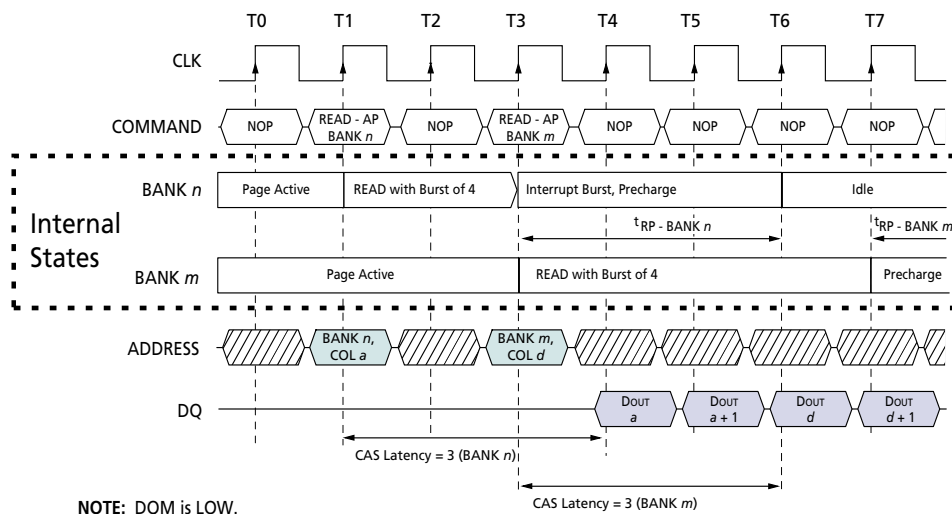 T0 T1 T2 T3 T4 T5 T6 T7
CLK
COMMAND NOP READ - AP BANK n NOP READ - AP BANK m NOP NOP NOP NOP
Internal States
BANK n Page Active READ with Burst of 4 Interrupt Burst, Precharge Idle
tRP - BANK n tRP - BANK m
BANK m Page Active READ with Burst of 4 Precharge
ADDRESS BANK n, COL a BANK m, COL d
DQ DOUT a DOUT a + 1 DOUT d DOUT d + 1
CAS Latency = 3 (BANK n)
CAS Latency = 3 (BANK m)
NOTE: DQM is LOW.